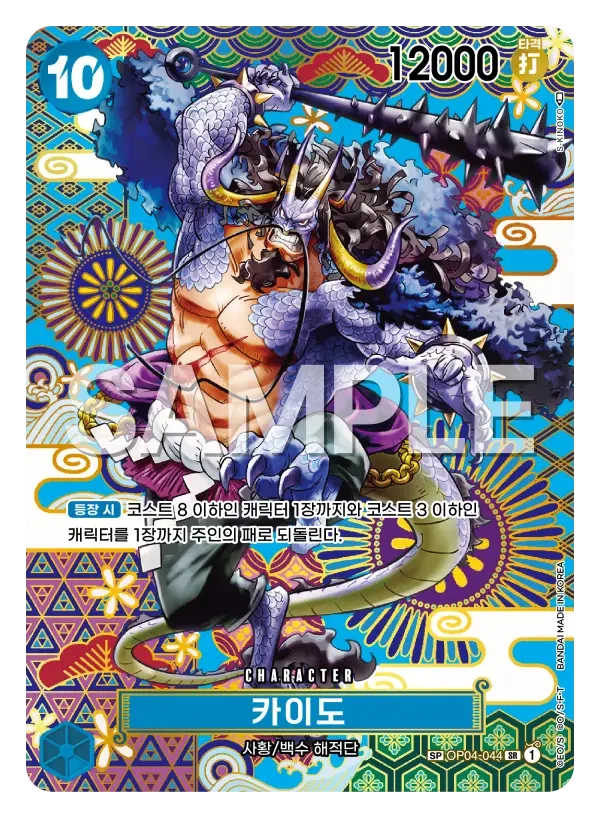 10
12000
타격
打
S-KINOKO
SAMPLE
등장 시 코스트 8 이하인 캐릭터 1장까지와 코스트 3 이하인
캐릭터를 1장까지 주인의 패로 되돌린다.
©E.O./S. ©O./S.F.T BANDAI MADE IN KOREA
CHARACTER
카이도
사황/백수 해적단
SP OP04-044 SR 1